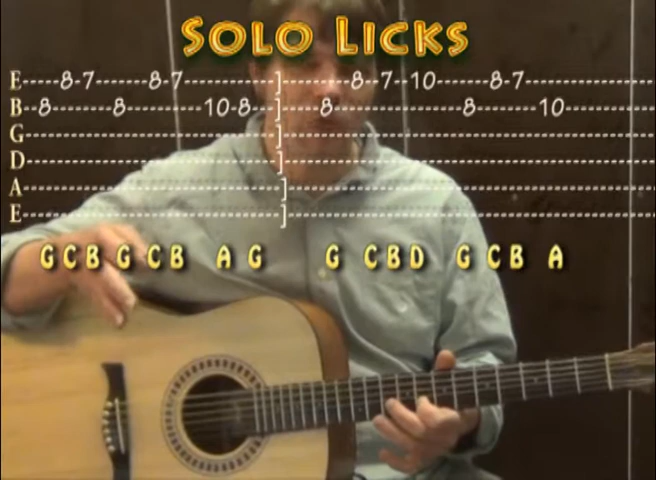 Solo Licks
E----8-7------8-7----------]-------8--7--10------8-7------------
B-8-------8--------10-8--]-----8---------------8-------10------
G----------------------------]------------------------------------
D----------------------------]------------------------------------
A----------------------------]------------------------------------
E----------------------------]------------------------------------
G C B G C B A G G C B D G C B A